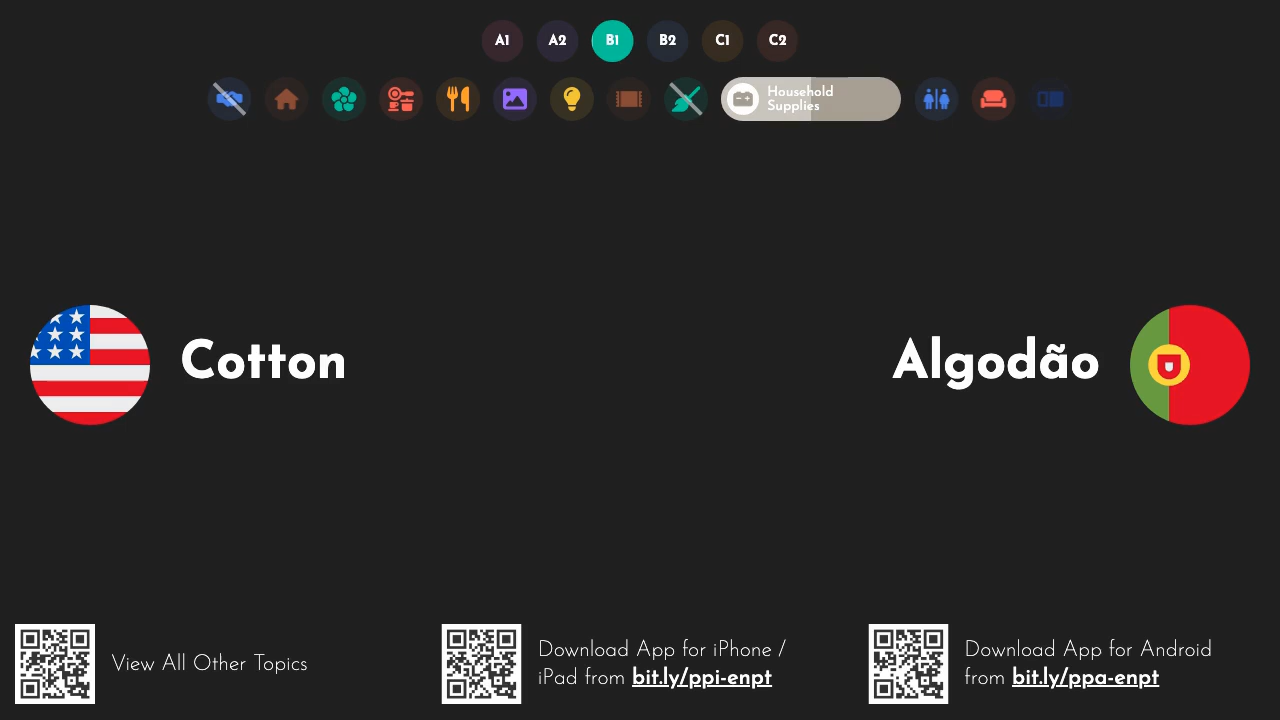 A1 A2 B1 B2 C1 C2
Household
Supplies
Cotton
Algodão
View All Other Topics
Download App for iPhone /
iPad from bit.ly/ppi-enpt
Download App for Android
from bit.ly/ppa-enpt